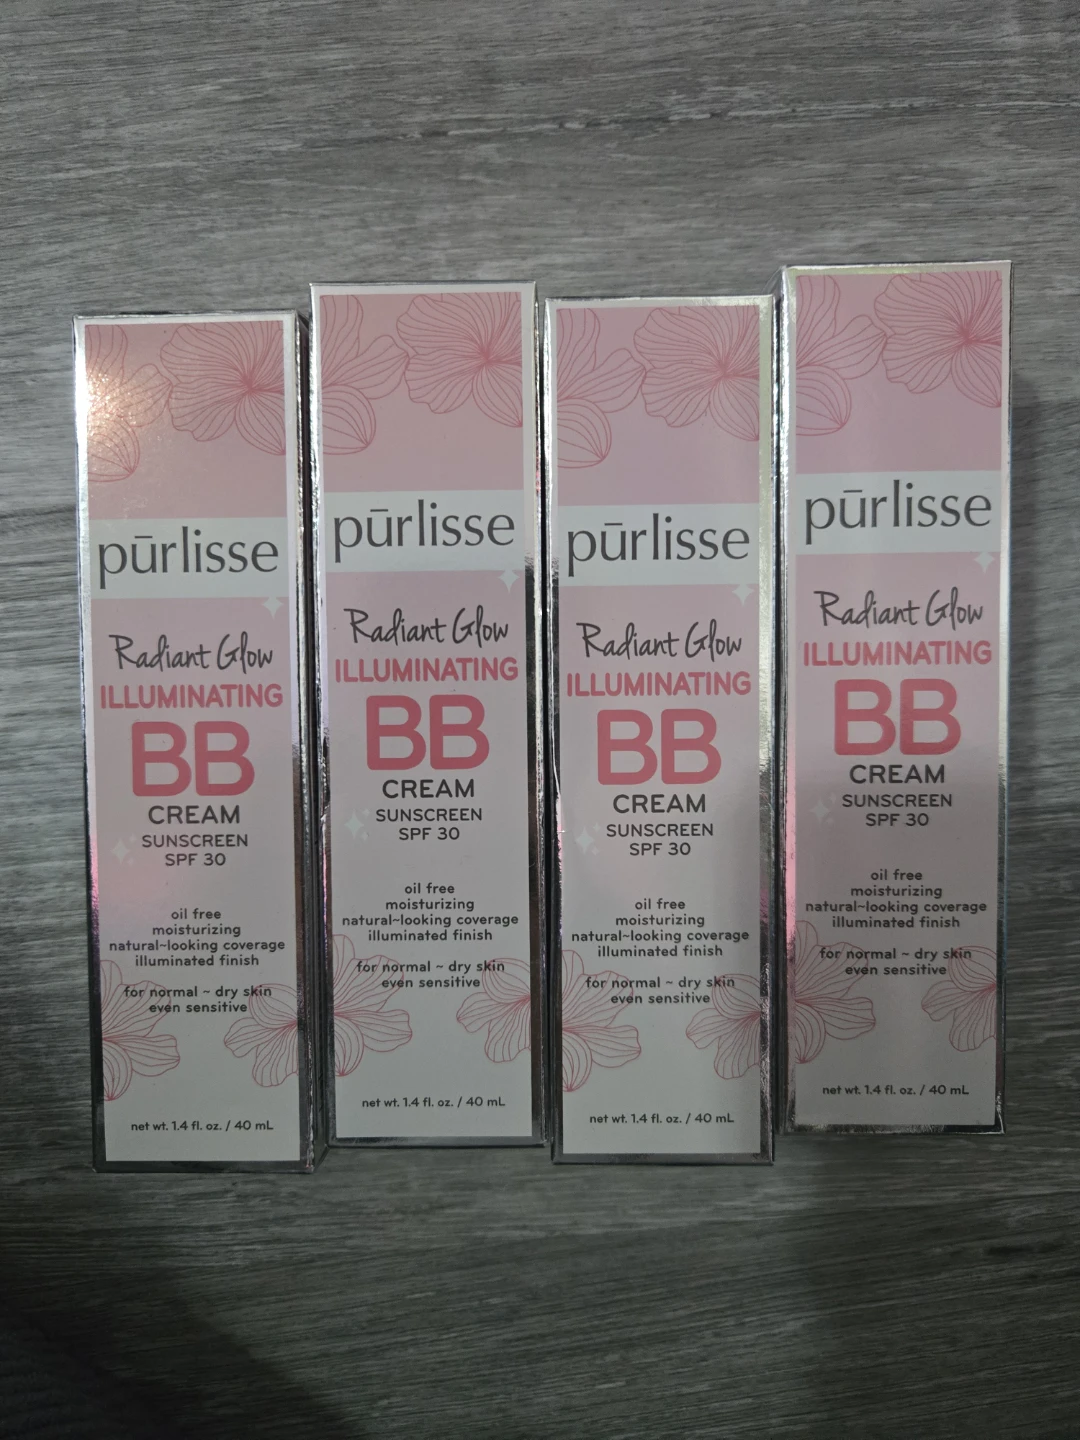 pūrlisse
Radiant Glow
ILLUMINATING
BB
CREAM
SUNSCREEN
SPF 30
oil free
moisturizing
natural~looking coverage
illuminated finish
for normal ~ dry skin
even sensitive
net wt. 1.4 fl. oz. / 40 mL
pūrlisse
Radiant Glow
ILLUMINATING
BB
CREAM
SUNSCREEN
SPF 30
oil free
moisturizing
natural~looking coverage
illuminated finish
for normal ~ dry skin
even sensitive
net wt. 1.4 fl. oz. / 40 mL
pūrlisse
Radiant Glow
ILLUMINATING
BB
CREAM
SUNSCREEN
SPF 30
oil free
moisturizing
natural~looking coverage
illuminated finish
for normal ~ dry skin
even sensitive
net wt. 1.4 fl. oz. / 40 mL
pūrlisse
Radiant Glow
ILLUMINATING
BB
CREAM
SUNSCREEN
SPF 30
oil free
moisturizing
natural~looking coverage
illuminated finish
for normal ~ dry skin
even sensitive
net wt. 1.4 fl. oz. / 40 mL